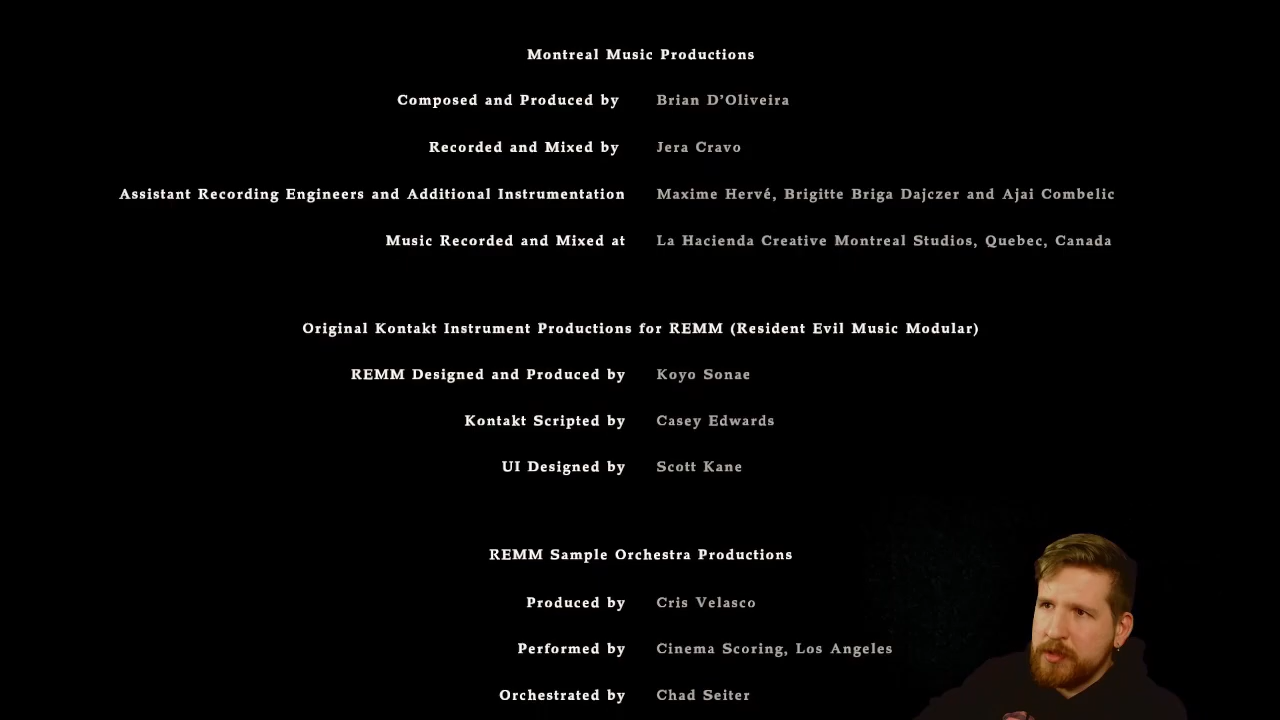 Montreal Music Productions
Composed and Produced by Brian D’Oliveira
Recorded and Mixed by Jera Cravo
Assistant Recording Engineers and Additional Instrumentation Maxime Hervé, Brigitte Briga Dajczer and Ajai Combelic
Music Recorded and Mixed at La Hacienda Creative Montreal Studios, Quebec, Canada
Original Kontakt Instrument Productions for REMM (Resident Evil Music Modular)
REMM Designed and Produced by Koyo Sonae
Kontakt Scripted by Casey Edwards
UI Designed by Scott Kane
REMM Sample Orchestra Productions
Produced by Cris Velasco
Performed by Cinema Scoring, Los Angeles
Orchestrated by Chad Seiter